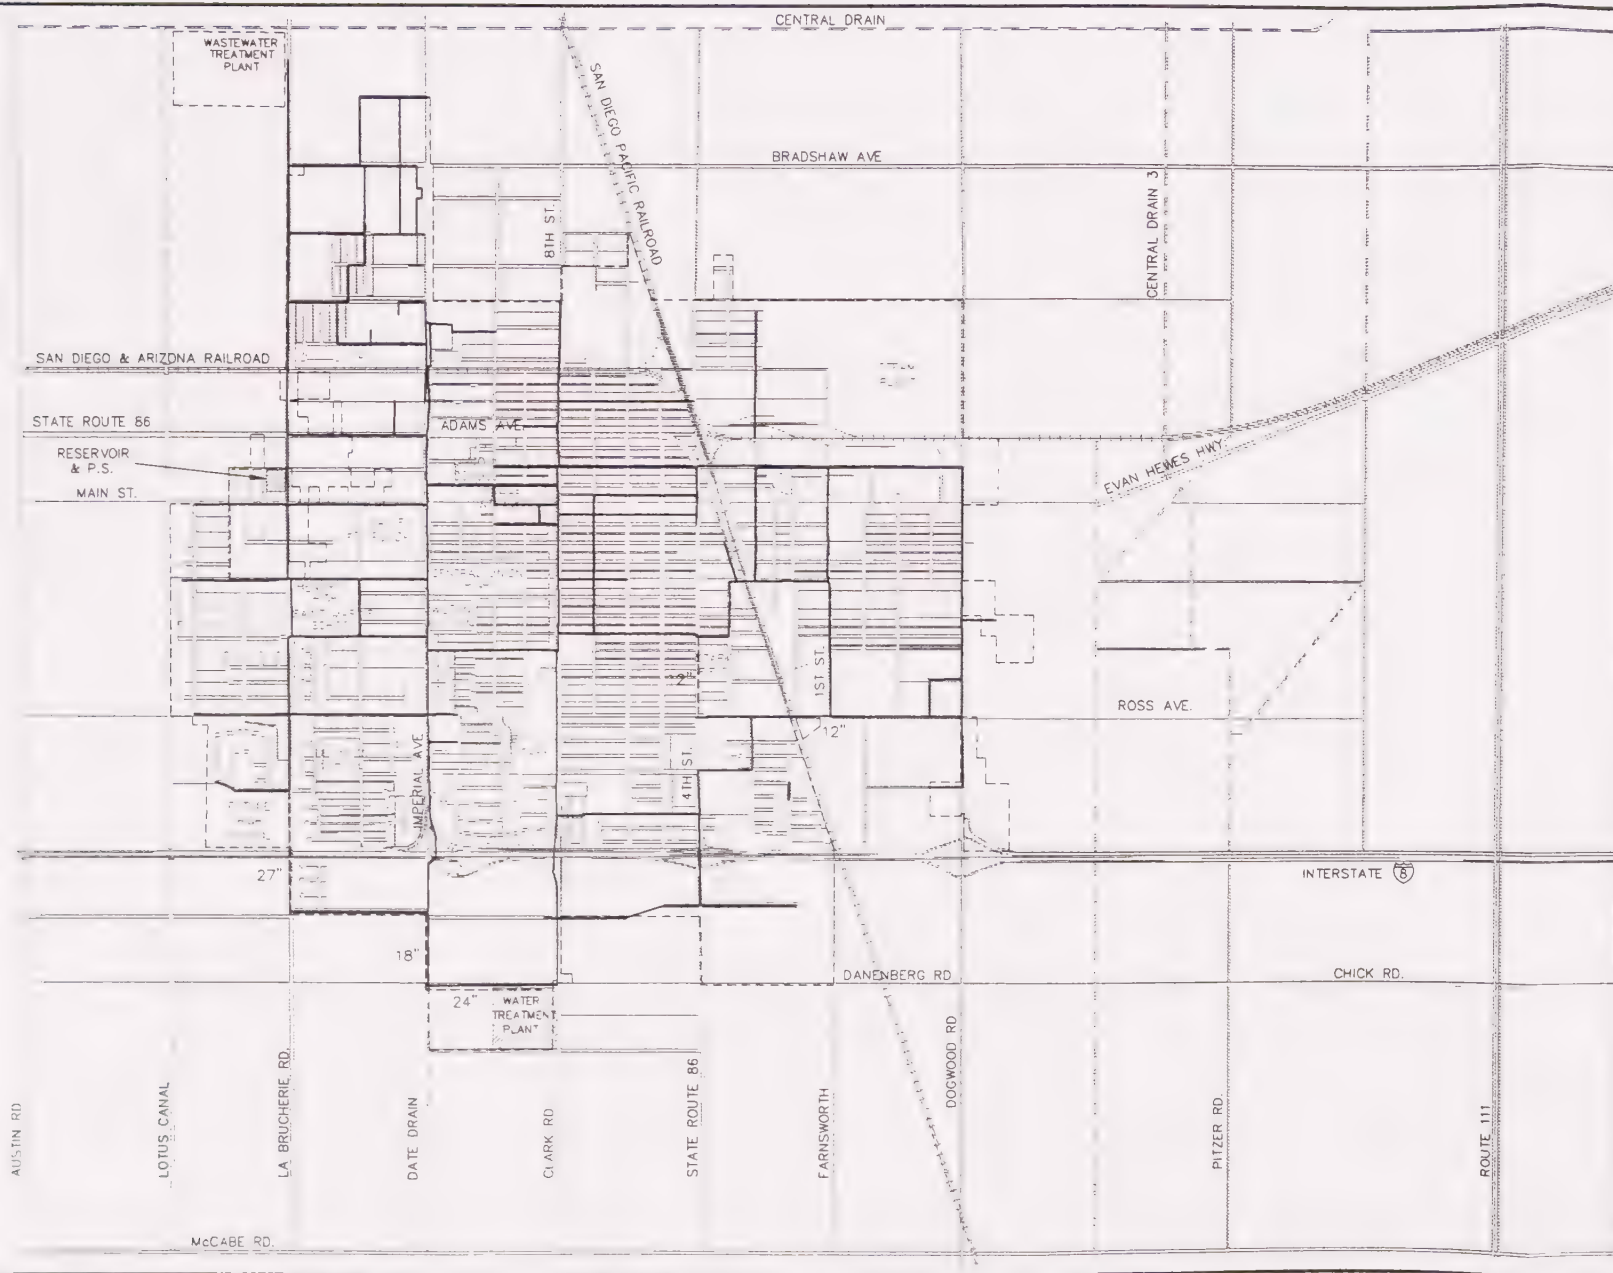 CENTRAL DRAIN
WASTEWATER
TREATMENT
PLANT
SAN DIEGO PACIFIC RAILROAD
BRADSHAW AVE
8TH ST.
CENTRAL DRAIN 3
SAN DIEGO & ARIZONA RAILROAD
STATE ROUTE 86
ADAMS AVE.
RESERVOIR
& P.S.
MAIN ST.
EVAN HEWES HWY
12"
1ST ST.
ROSS AVE.
12"
IMPERIAL AVE.
4TH ST.
27"
INTERSTATE 8
18"
DANENBERG RD
CHICK RD.
24"
WATER
TREATMENT
PLANT
AUSTIN RD
LOTUS CANAL
LA BRUCHERIE RD.
DATE DRAIN
CLARK RD
STATE ROUTE 86
FARNSWORTH
DOGWOOD RD
PITZER RD.
ROUTE 111
McCABE RD.